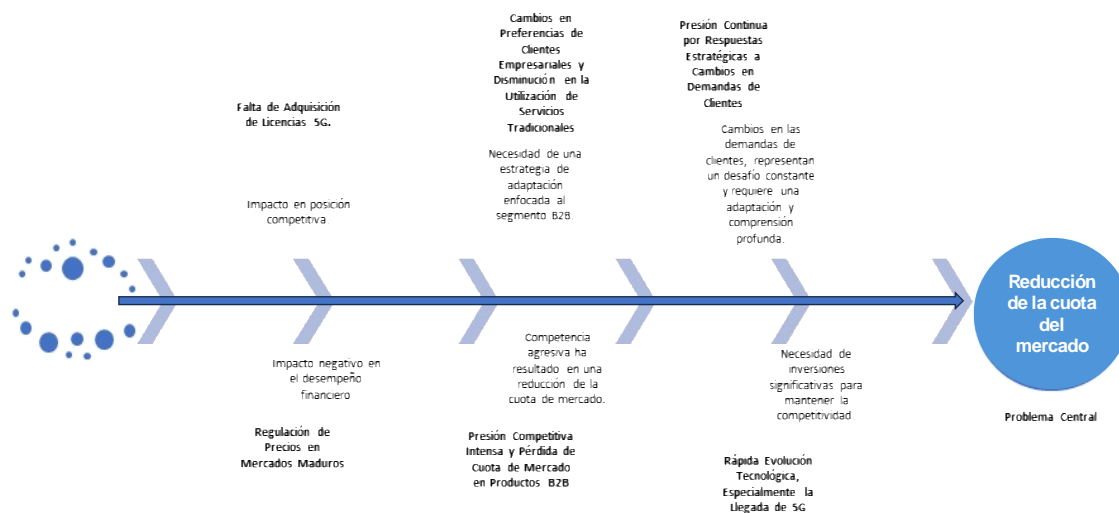 Falta de Adquisición
de Licencias 5G.
Impacto en posición
competitiva.
Cambios en
Preferencias de
Clientes
Empresariales y
Disminución en la
Utilización de
Servicios
Tradicionales
Necesidad de una
estrategia de
adaptación
enfocada al
segmento B2B.
Presión Continua
por Respuestas
Estratégicas a
Cambios en
Demandas de
Clientes
Cambios en las
demandas de
clientes, representan
un desafío constante
y requiere una
adaptación y
comprensión
profunda.
Reducción
de la cuota
del
mercado
Problema Central
Impacto negativo en
el desempeño
financiero
Regulación de
Precios en
Mercados Maduros
Competencia
agresiva ha
resultado en una
reducción de la
cuota de mercado.
Presión Competitiva
Intensa y Pérdida de
Cuota de Mercado
en Productos B2B
Necesidad de
inversiones
significativas para
mantener la
competitividad
Rápida Evolución
Tecnológica,
Especialmente la
Llegada de 5G